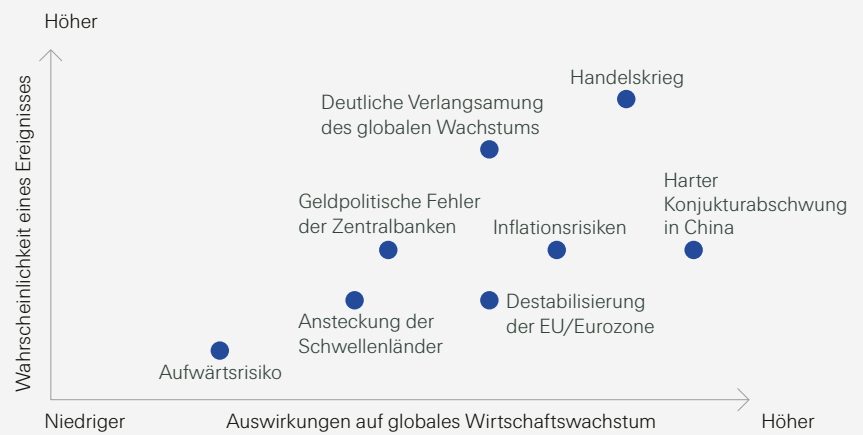 Höher
Wahrscheinlichkeit eines Ereignisses
Handelskrieg
Deutliche Verlangsamung
des globalen Wachstums
Harter
Konjukturabschwung
in China
Geldpolitische Fehler
der Zentralbanken
Inflationsrisiken
Ansteckung der
Schwellenländer
Destabilisierung
der EU/Eurozone
Aufwärtsrisiko
Niedriger
Auswirkungen auf globales Wirtschaftswachstum
Höher